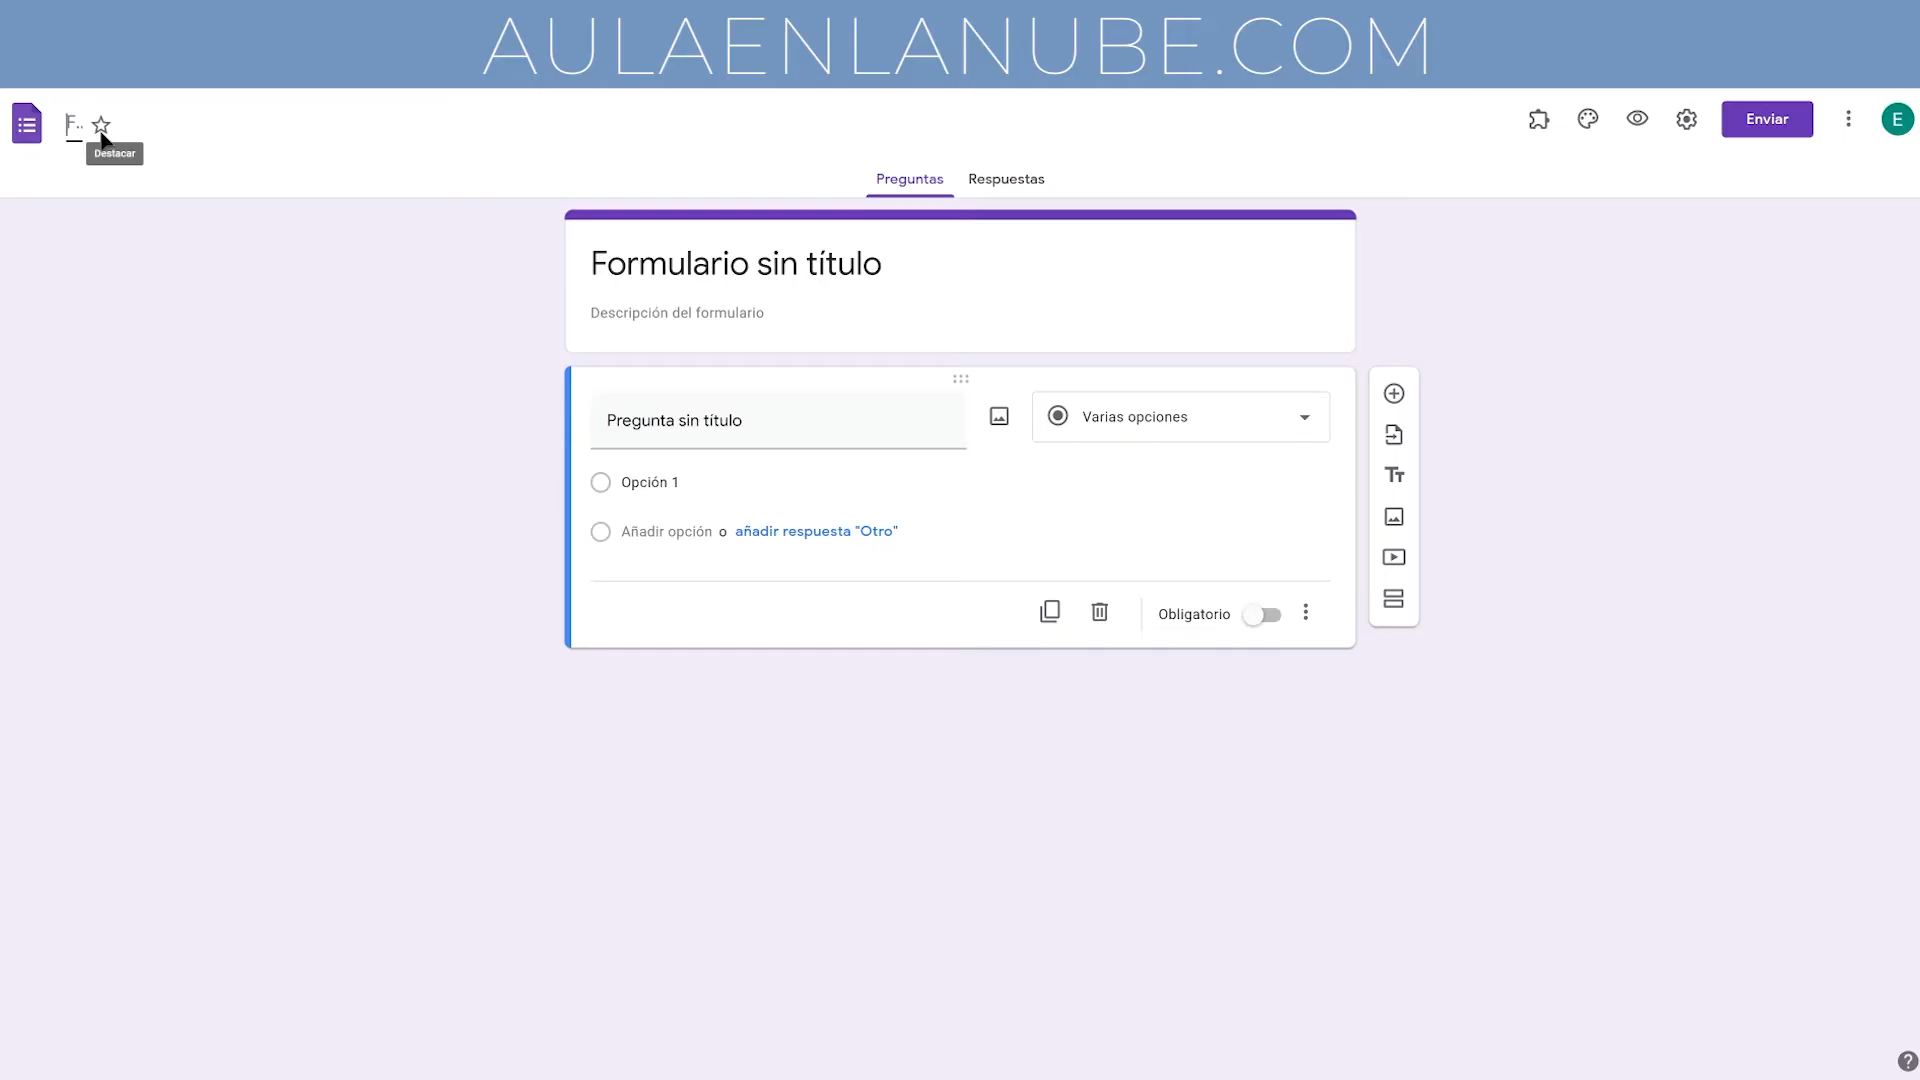 AULAENLANUBE.COM
F..
Destacar
Enviar
E
Preguntas Respuestas
Formulario sin título
Descripción del formulario
Pregunta sin título
Varias opciones
Opción 1
Añadir opción o añadir respuesta "Otro"
Obligatorio